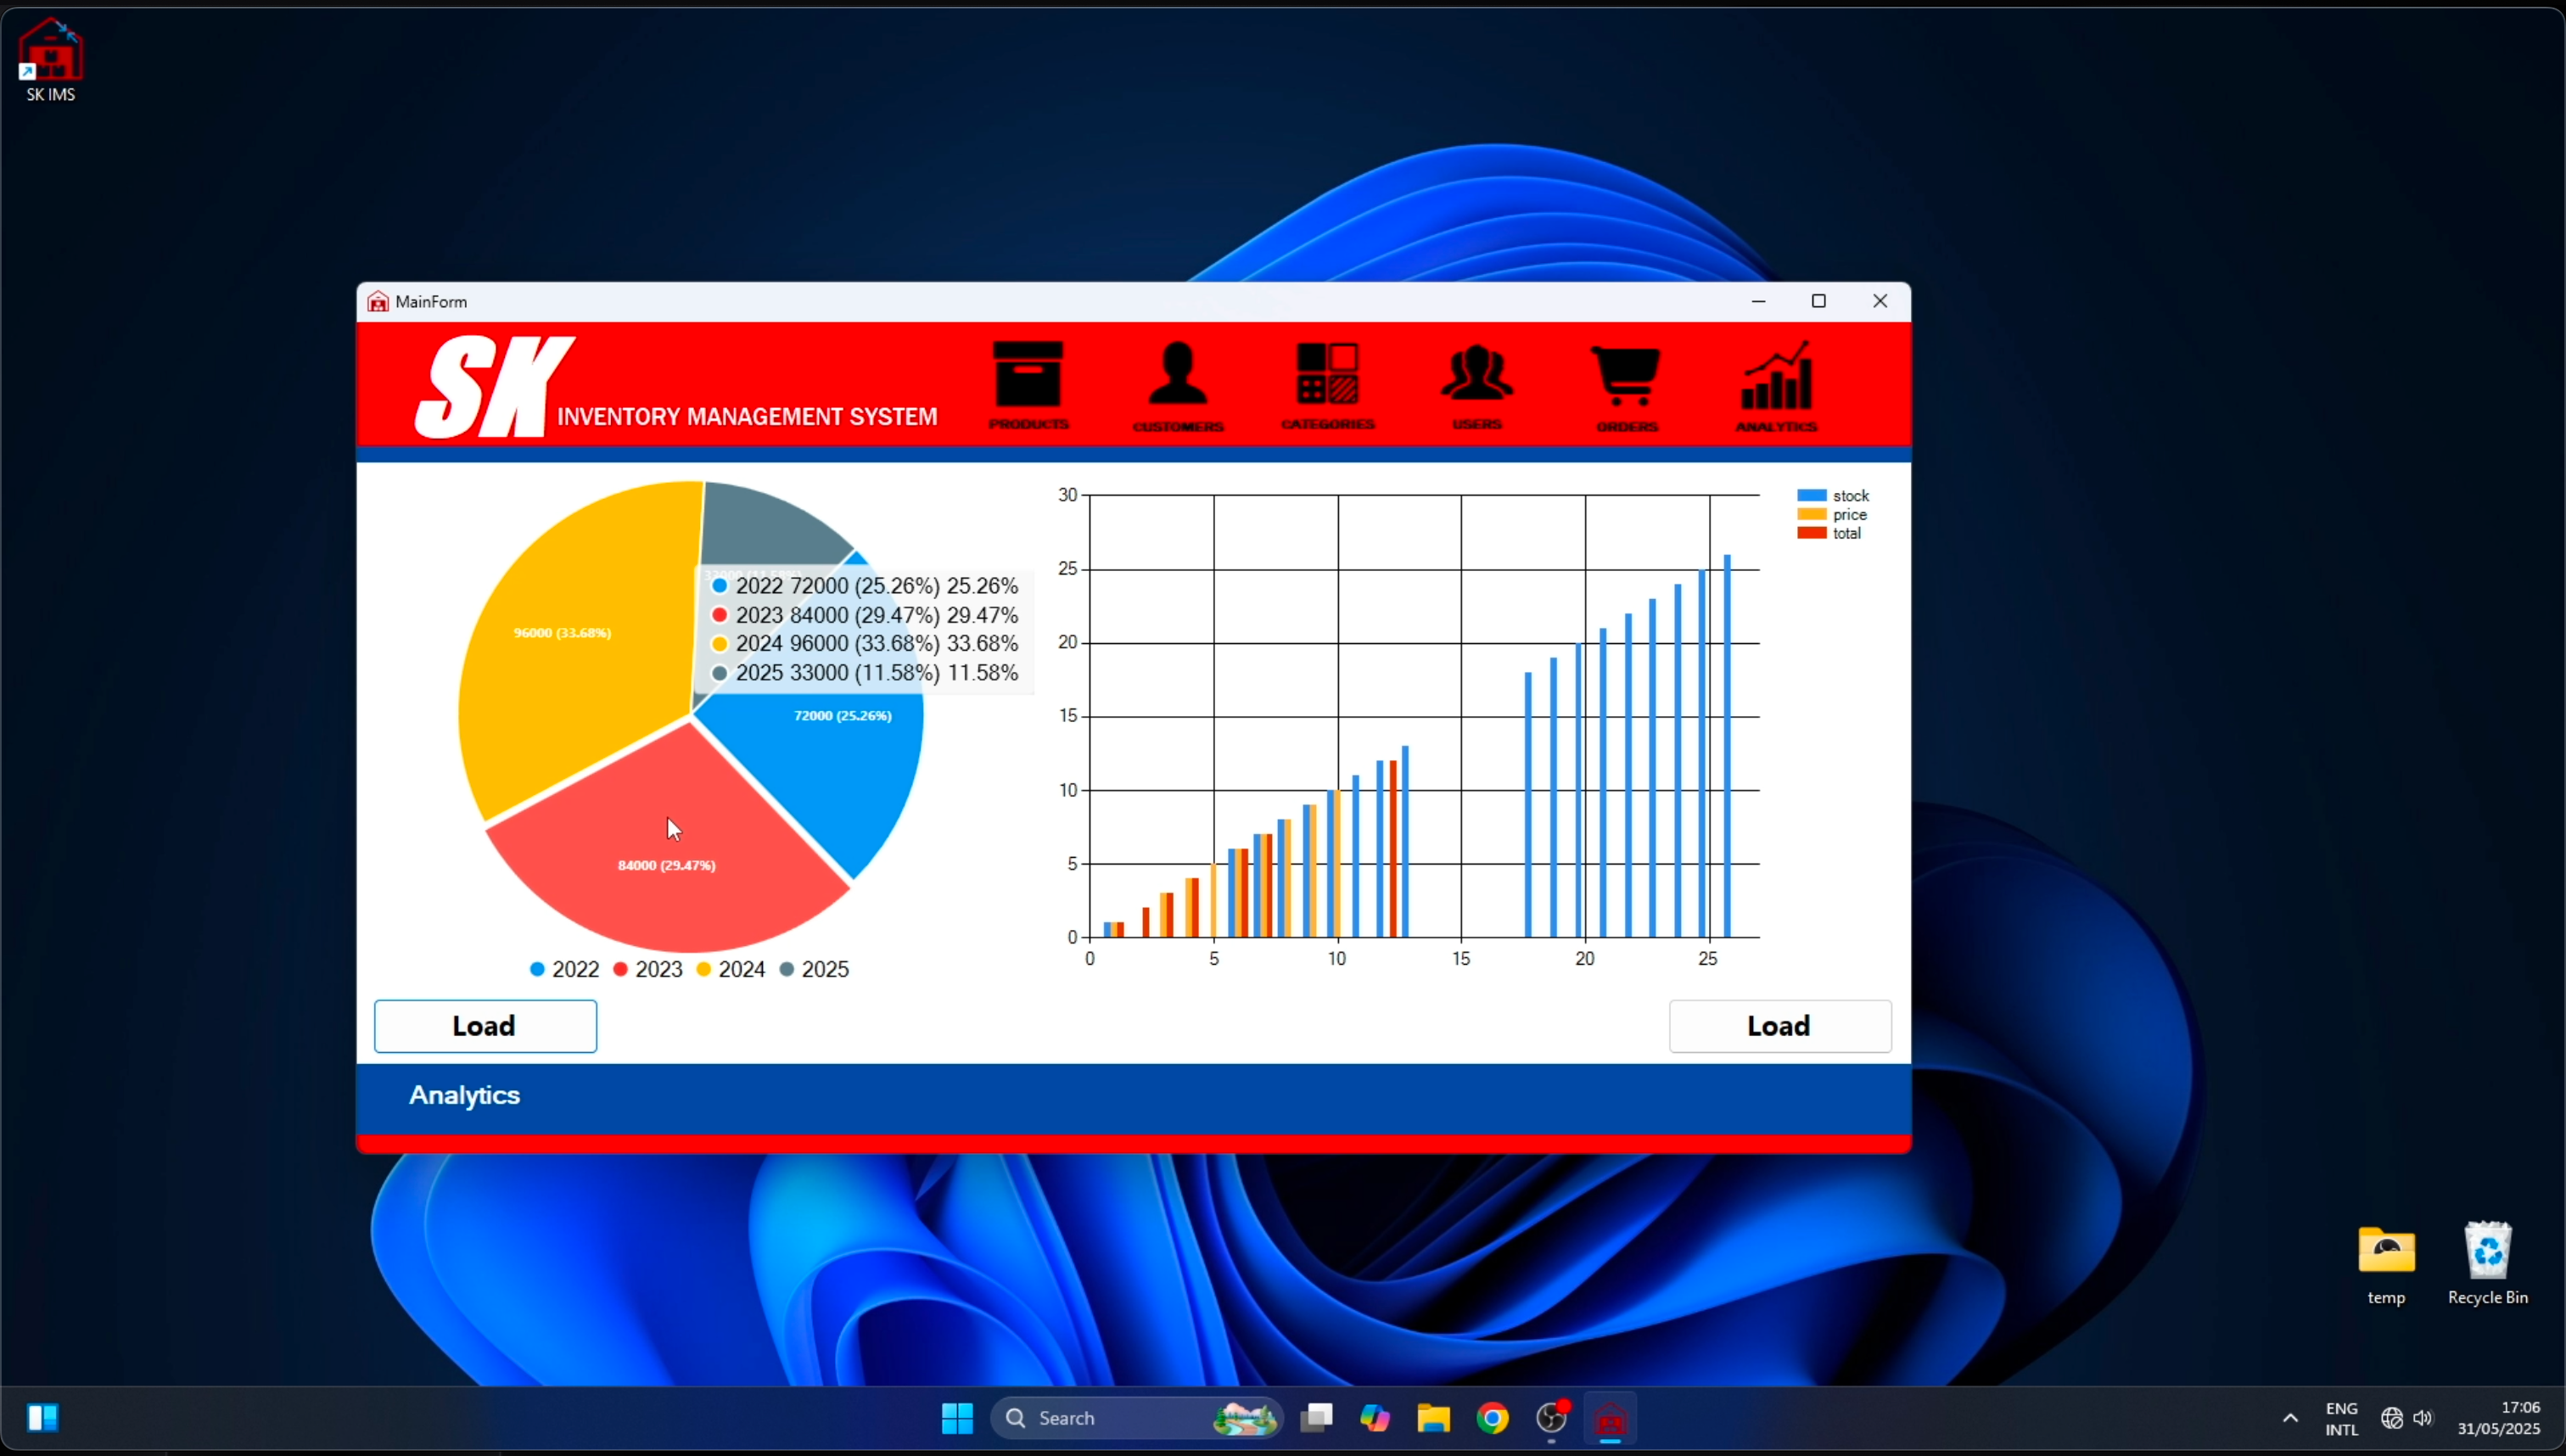 SK IMS
MainForm
SK INVENTORY MANAGEMENT SYSTEM
PRODUCTS
CUSTOMERS
CATEGORIES
USERS
ORDERS
ANALYTICS
96000 (33.68%)
2022 72000 (25.26%) 25.26%
2023 84000 (29.47%) 29.47%
2024 96000 (33.68%) 33.68%
2025 33000 (11.58%) 11.58%
72000 (25.26%)
84000 (29.47%)
2022 2023 2024 2025
30
25
20
15
10
5
0
0 5 10 15 20 25
stock
price
total
Load
Load
Analytics
temp
Recycle Bin
Search
ENG
INTL
17:06
31/05/2025